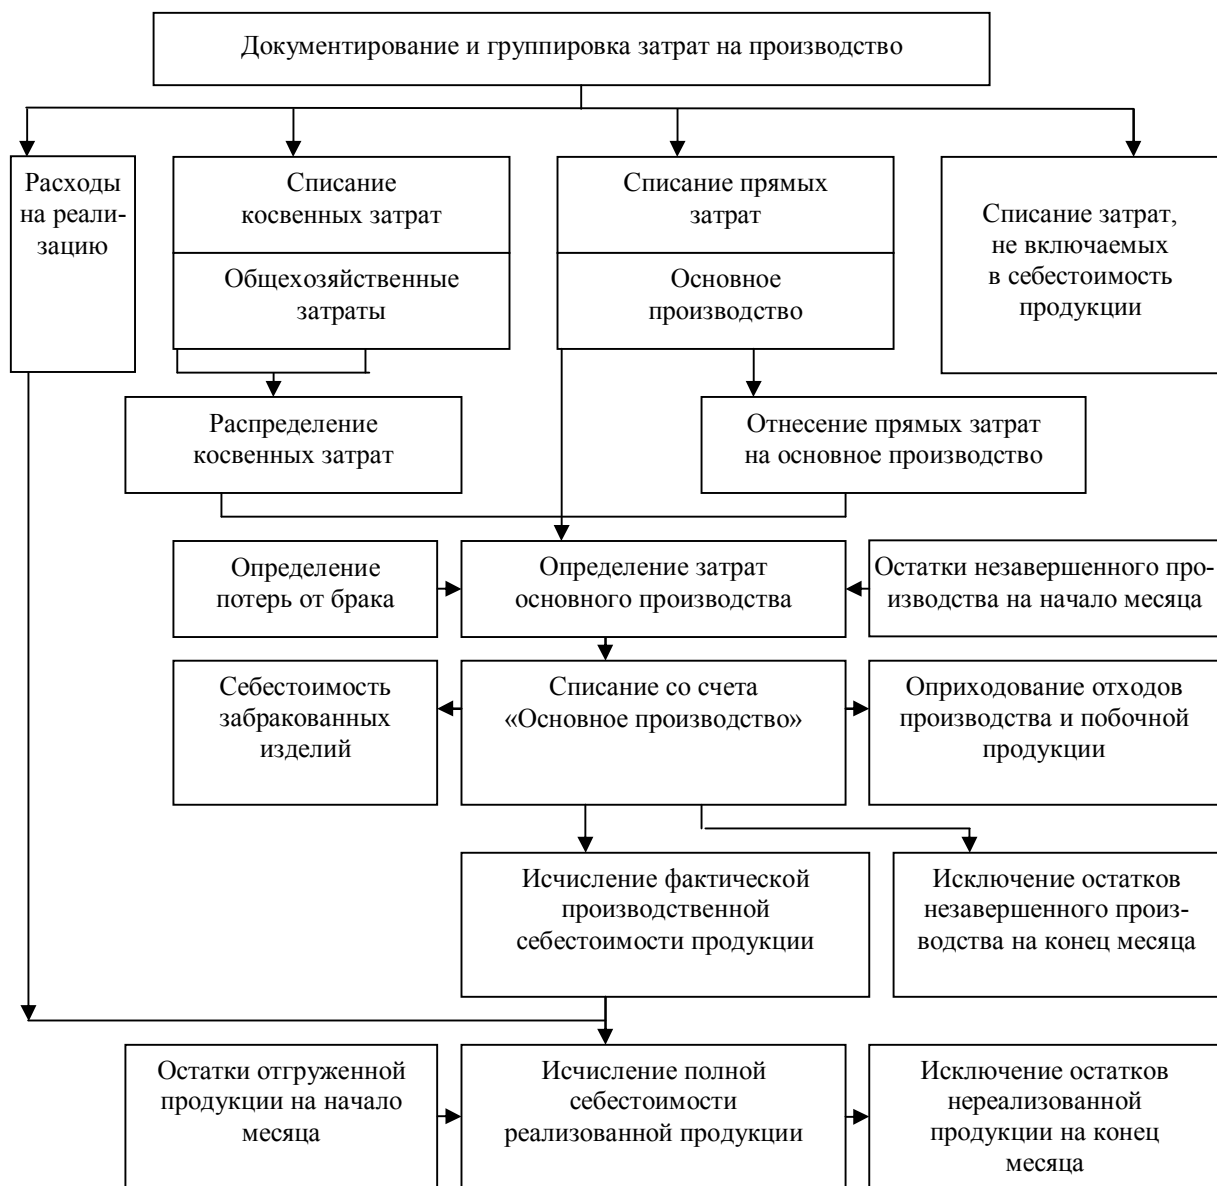 Документирование и группировка затрат на производство
Расходы
на реали-
зацию
Списание
косвенных затрат
Общехозяйственные
затраты
Списание прямых
затрат
Основное
производство
Списание затрат,
не включаемых
в себестоимость
продукции
Распределение
косвенных затрат
Отнесение прямых затрат
на основное производство
Определение
потерь от брака
Определение затрат
основного производства
Остатки незавершенного про-
изводства на начало месяца
Себестоимость
забракованных
изделий
Списание со счета
«Основное производство»
Оприходование отходов
производства и побочной
продукции
Исчисление фактической
производственной
себестоимости продукции
Исключение остатков
незавершенного произ-
водства на конец месяца
Остатки отгруженной
продукции на начало
месяца
Исчисление полной
себестоимости
реализованной продукции
Исключение остатков
нереализованной
продукции на конец
месяца